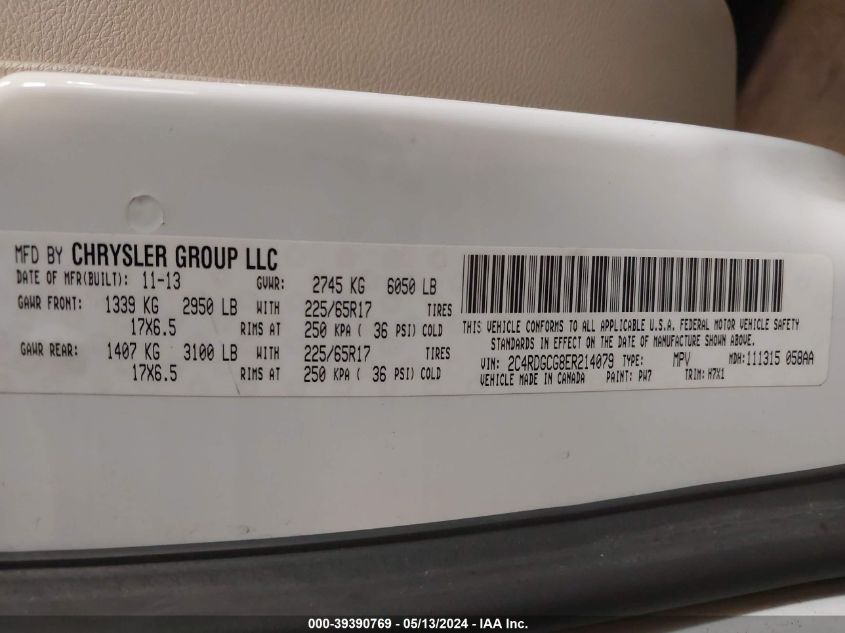 MFD BY CHRYSLER GROUP LLC
DATE OF MFR(BUILT): 11-13 GVWR: 2745 KG 6050 LB
GAWR FRONT: 1339 KG 2950 LB WITH 225/65R17 TIRES
17X6.5 RIMS AT 250 KPA ( 36 PSI) COLD
GAWR REAR: 1407 KG 3100 LB WITH 225/65R17 TIRES
17X6.5 RIMS AT 250 KPA ( 36 PSI) COLD
THIS VEHICLE CONFORMS TO ALL APPLICABLE U.S.A. FEDERAL MOTOR VEHICLE SAFETY
STANDARDS IN EFFECT ON THE DATE OF MANUFACTURE SHOWN ABOVE.
VIN: 2C4RDGCG8ER214079 TYPE: MPV MDH: 111315 058AA
VEHICLE MADE IN CANADA PAINT: PW7 TRIM: H7X1
000-39390769 - 05/13/2024 - IAA Inc.